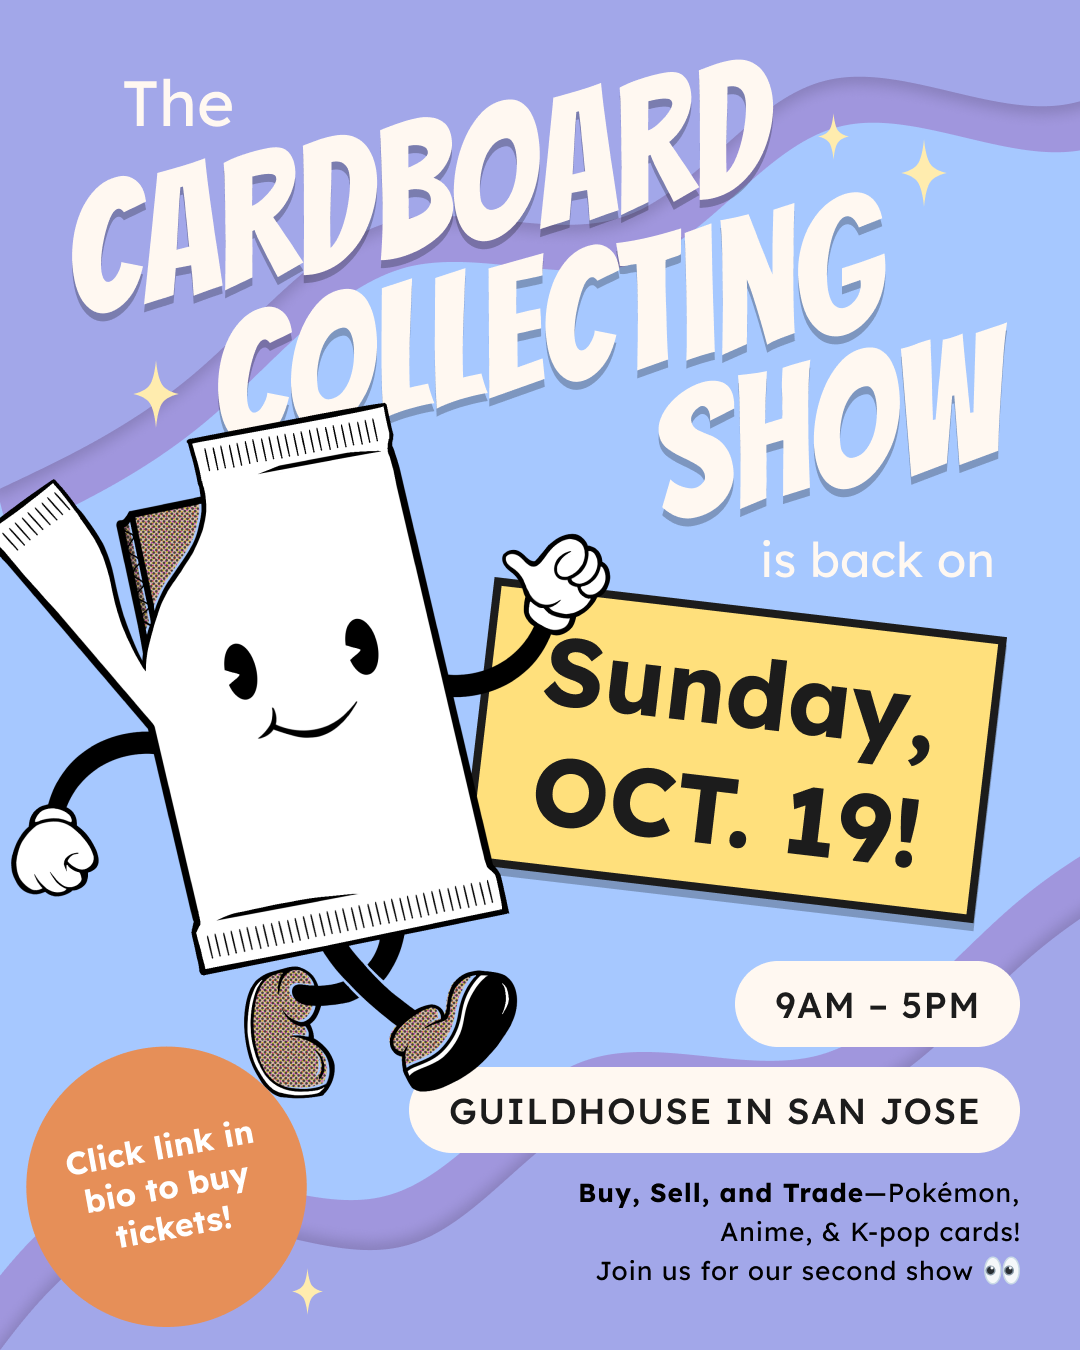 The
CARDBOARD
COLLECTING
SHOW
is back on
Sunday,
OCT. 19!
9AM – 5PM
GUILDHOUSE IN SAN JOSE
Buy, Sell, and Trade—Pokémon,
Anime, & K-pop cards!
Join us for our second show 👀
Click link in
bio to buy
tickets!